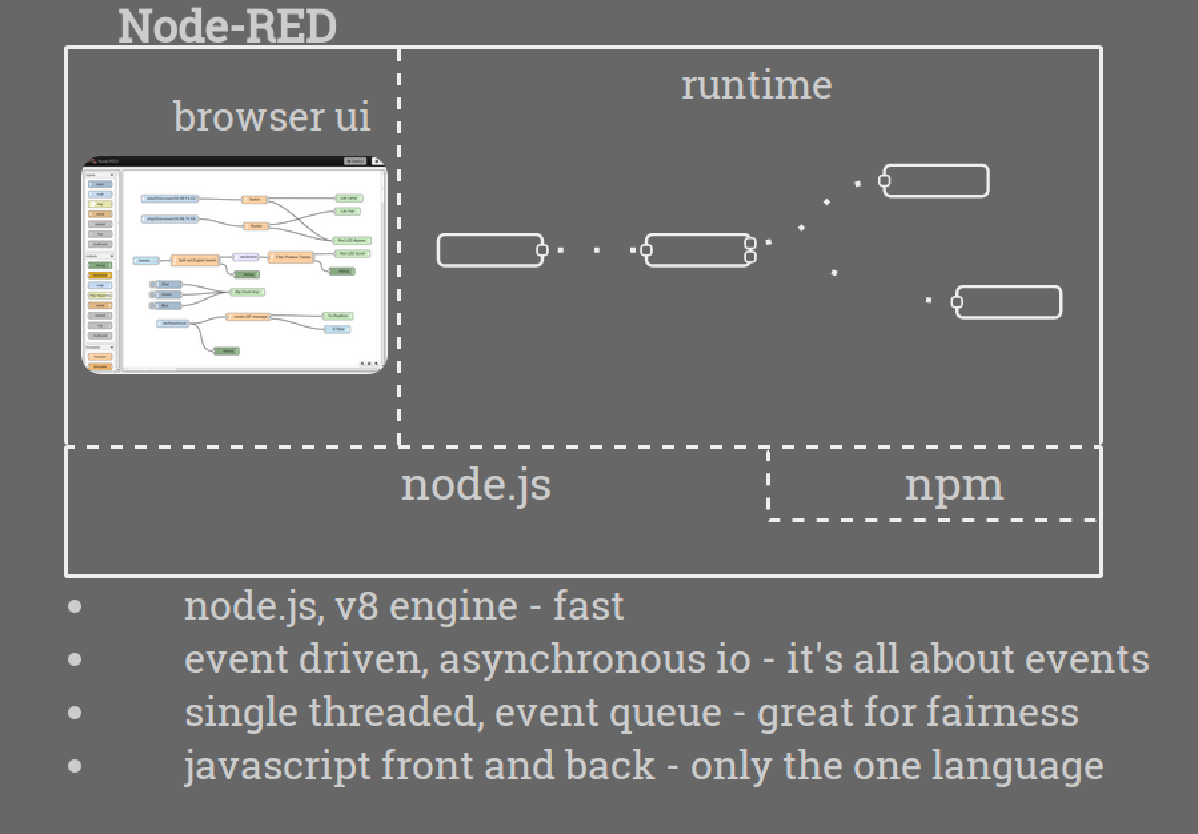 Node-RED
runtime
browser ui
node.js
npm
node.js, v8 engine - fast
event driven, asynchronous io - it's all about events
single threaded, event queue - great for fairness
javascript front and back - only the one language